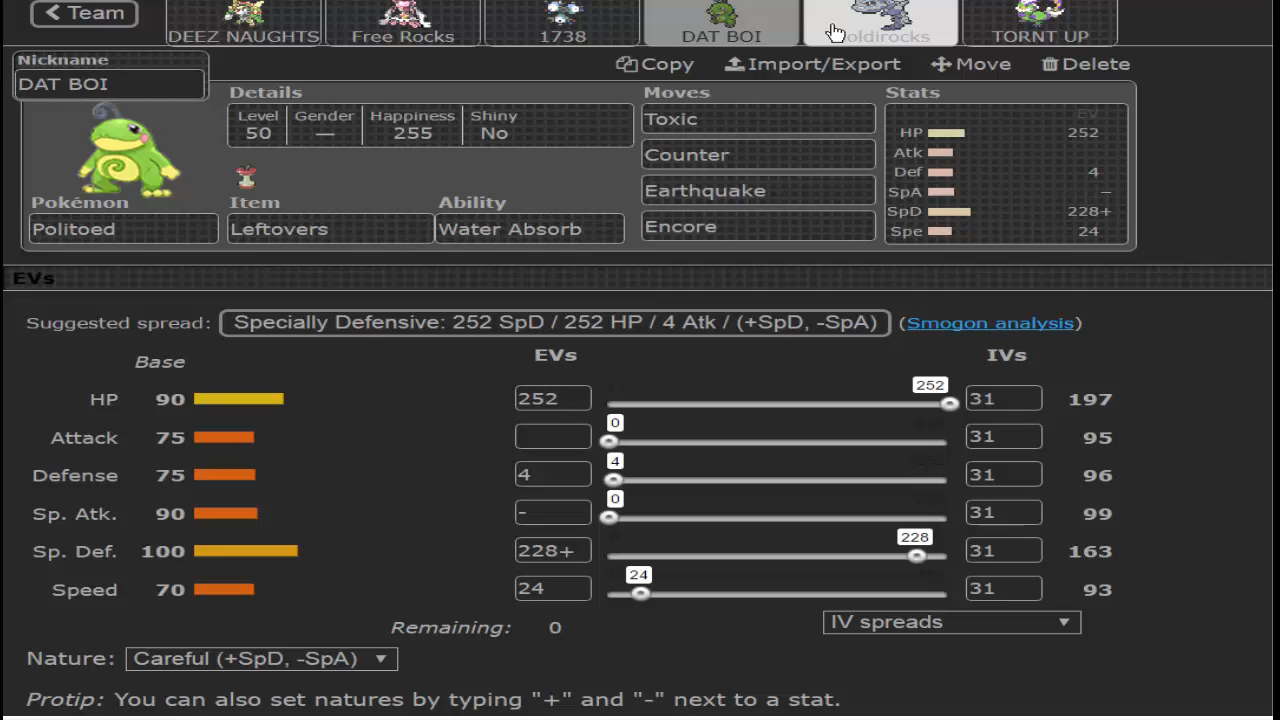 Team
DEEZ NAUGHTS
Free Rocks
1738
DAT BOI
oldirocks
TORNT UP
Nickname
DAT BOI
Copy
Import/Export
Move
Delete
Details
Level 50
Gender —
Happiness 255
Shiny No
Pokémon
Politoed
Item
Leftovers
Ability
Water Absorb
Moves
Toxic
Counter
Earthquake
Encore
Stats
EV
HP 252
Atk
Def 4
SpA –
SpD 228+
Spe 24
EVs
Suggested spread: Specially Defensive: 252 SpD / 252 HP / 4 Atk / (+SpD, -SpA) (Smogon analysis)
Base EVs IVs
HP 90 252 252 31 197
Attack 75 0 31 95
Defense 75 4 4 31 96
Sp. Atk. 90 - 0 31 99
Sp. Def. 100 228+ 228 31 163
Speed 70 24 24 31 93
Remaining: 0 IV spreads
Nature: Careful (+SpD, -SpA)
Protip: You can also set natures by typing "+" and "-" next to a stat.